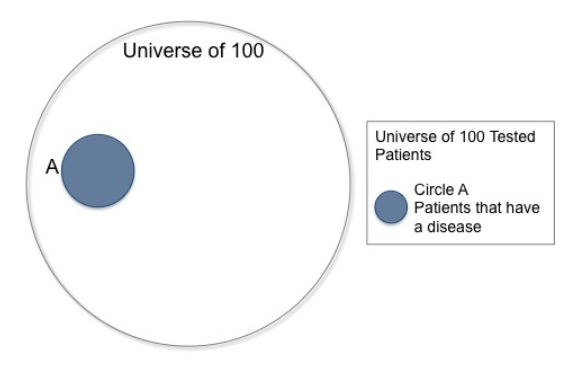 Universe of 100
A
Universe of 100 Tested
Patients
Circle A
Patients that have
a disease